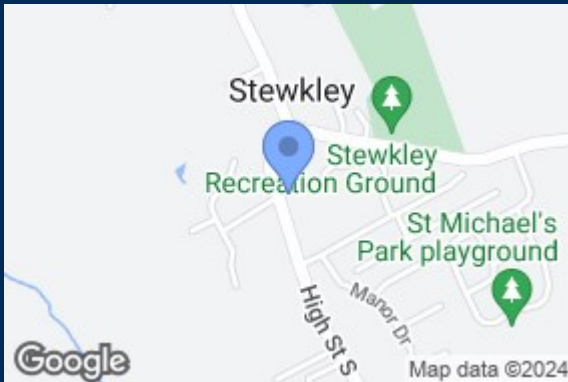 Stewkley
Stewkley
Recreation Ground
St Michael's
Park playground
Manor Dr
High St S
Google
Map data ©2024